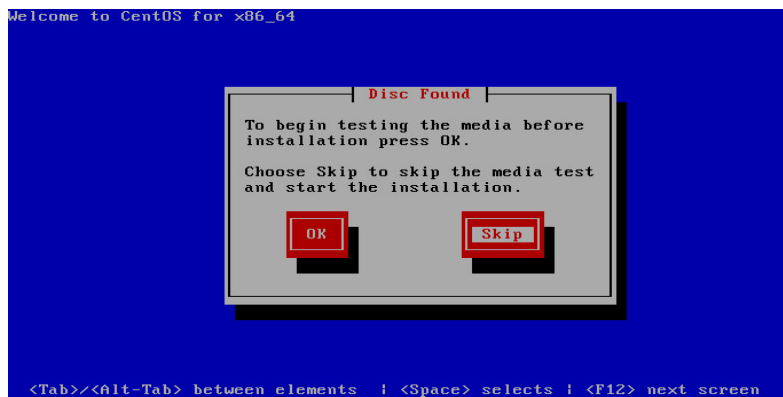 Welcome to CentOS for x86_64
Disc Found
To begin testing the media before
installation press OK.
Choose Skip to skip the media test
and start the installation.
OK
Skip
<Tab>/<Alt-Tab> between elements | <Space> selects | <F12> next screen